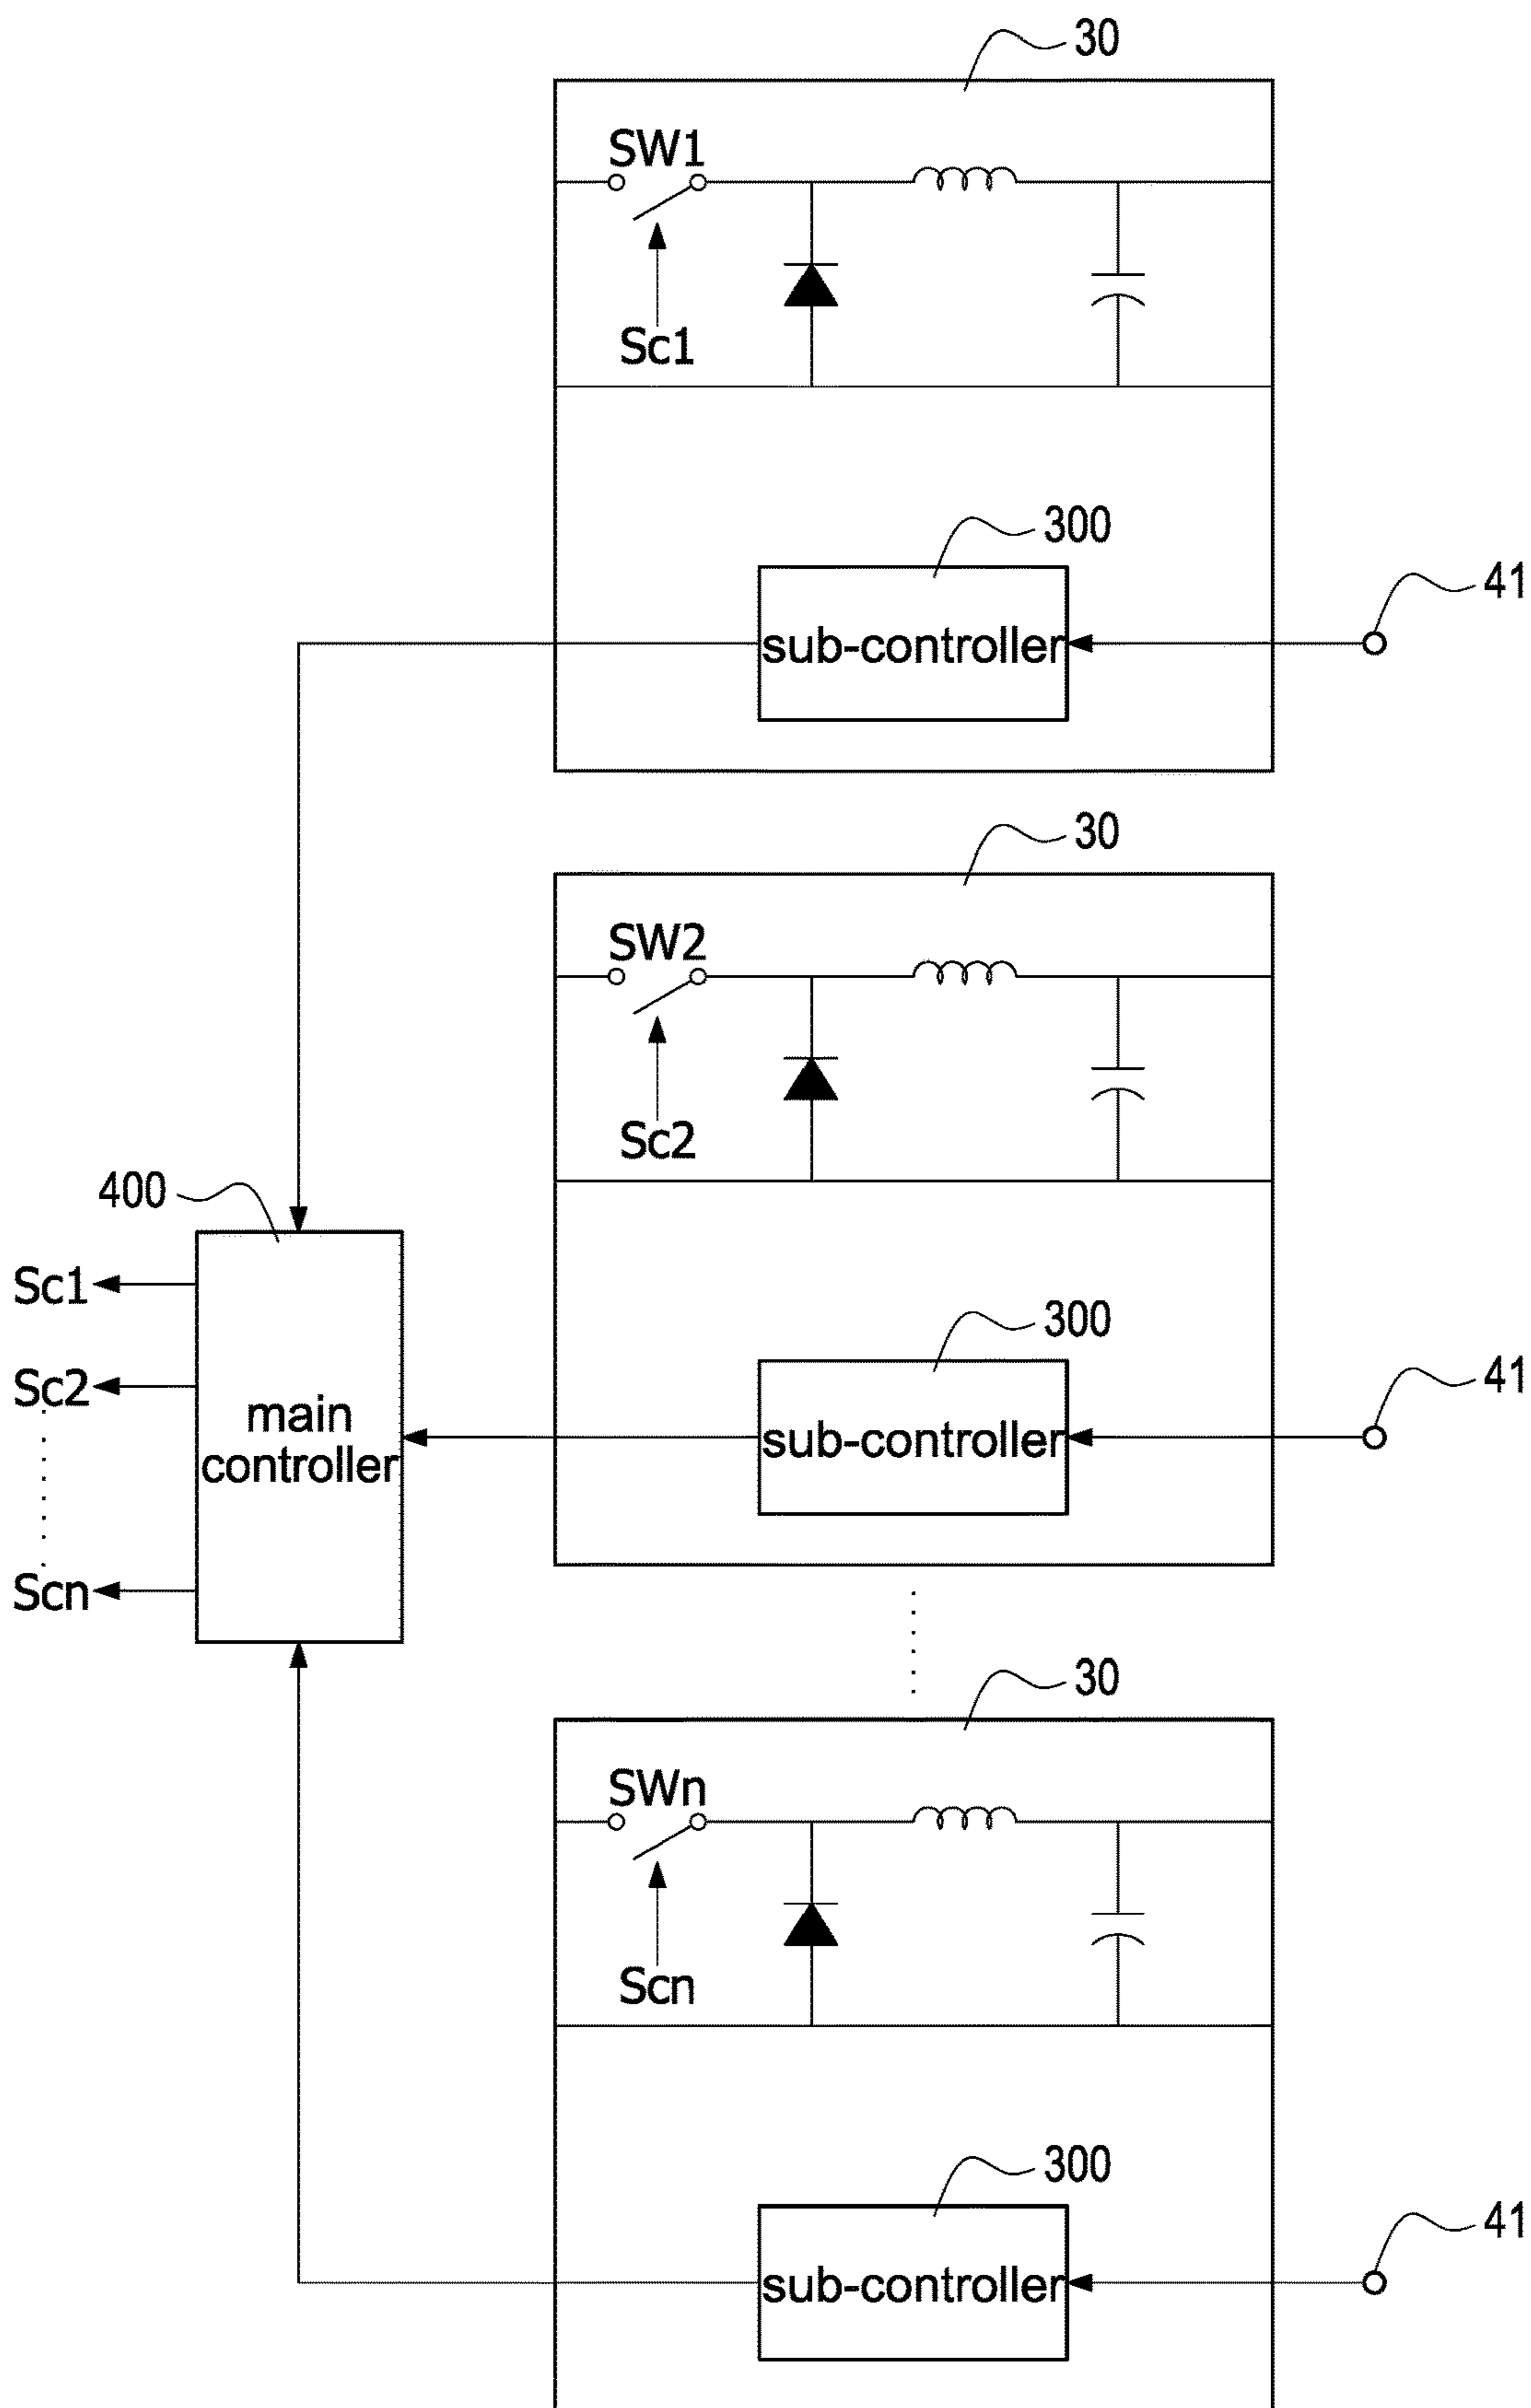 30
SW1
Sc1
300
41
sub-controller
30
SW2
Sc2
400
Sc1
300
Sc2
41
main
controller
sub-controller
Scn
30
SWn
Scn
300
41
sub-controller